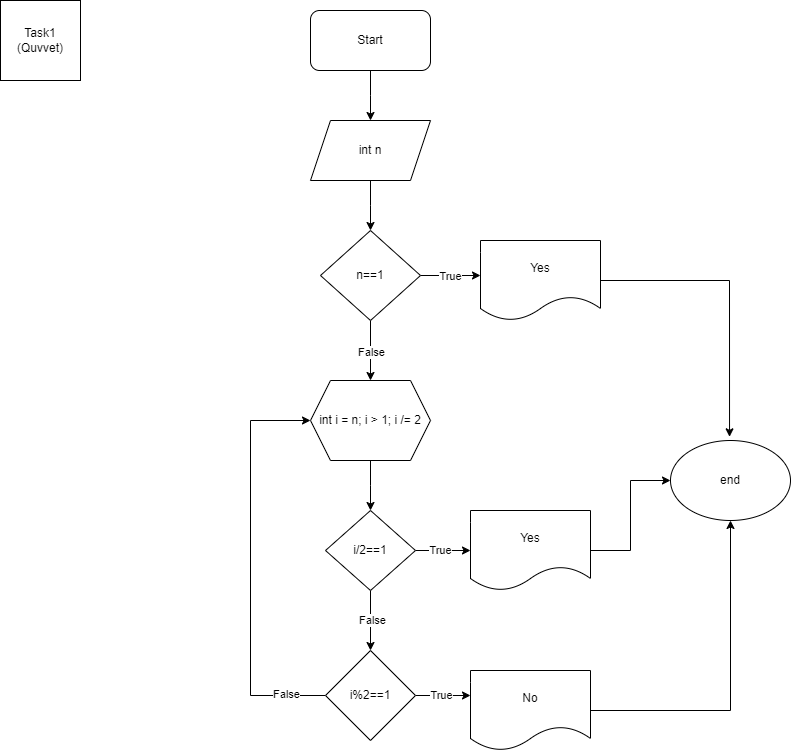 Task1
(Quvvet)
Start
int n
n==1
True
Yes
False
int i = n; i > 1; i /= 2
end
i/2==1
True
Yes
False
i%2==1
False
True
No